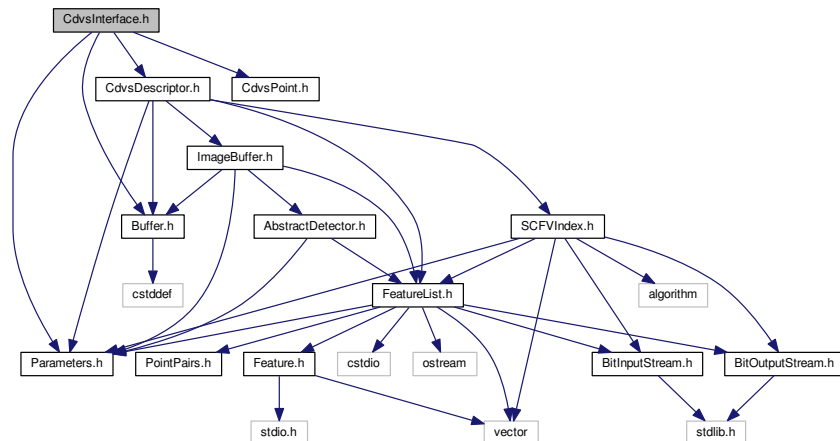 CdvsInterface.h
CdvsDescriptor.h
CdvsPoint.h
ImageBuffer.h
Buffer.h
AbstractDetector.h
SCFVIndex.h
cstddef
FeatureList.h
algorithm
Parameters.h
PointPairs.h
Feature.h
cstdio
ostream
BitInputStream.h
BitOutputStream.h
stdio.h
vector
stdlib.h